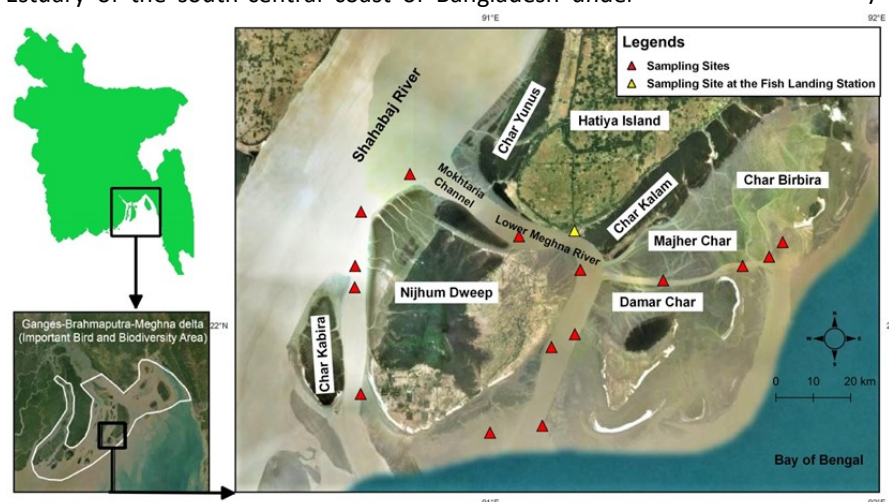 Estuary of the south-central coast of Bangladesh under
91°E
92°E
Legends
Sampling Sites
Sampling Site at the Fish Landing Station
Shahabaj River
Char Yunus
Hatiya Island
Mokhtaria
Channel
Char Kalam
Char Birbira
Lower Meghna River
Majher Char
Nijhum Dweep
Damar Char
Char Kabira
Ganges-Brahmaputra-Meghna delta
(Important Bird and Biodiversity Area)
22°N
N
W
E
S
0 10 20 km
Bay of Bengal
91°E